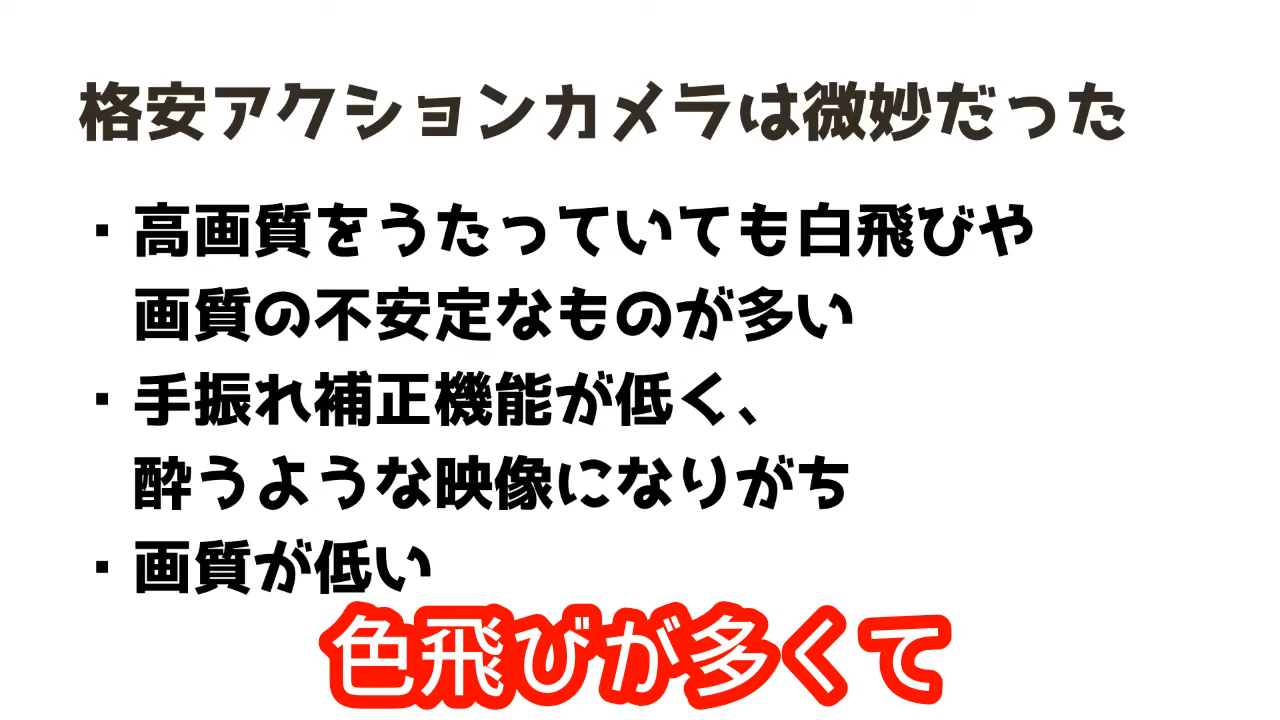 格安アクションカメラは微妙だった
・高画質をうたっていても白飛びや
画質の不安定なものが多い
・手振れ補正機能が低く、
酔うような映像になりがち
・画質が低い
色飛びが多くて